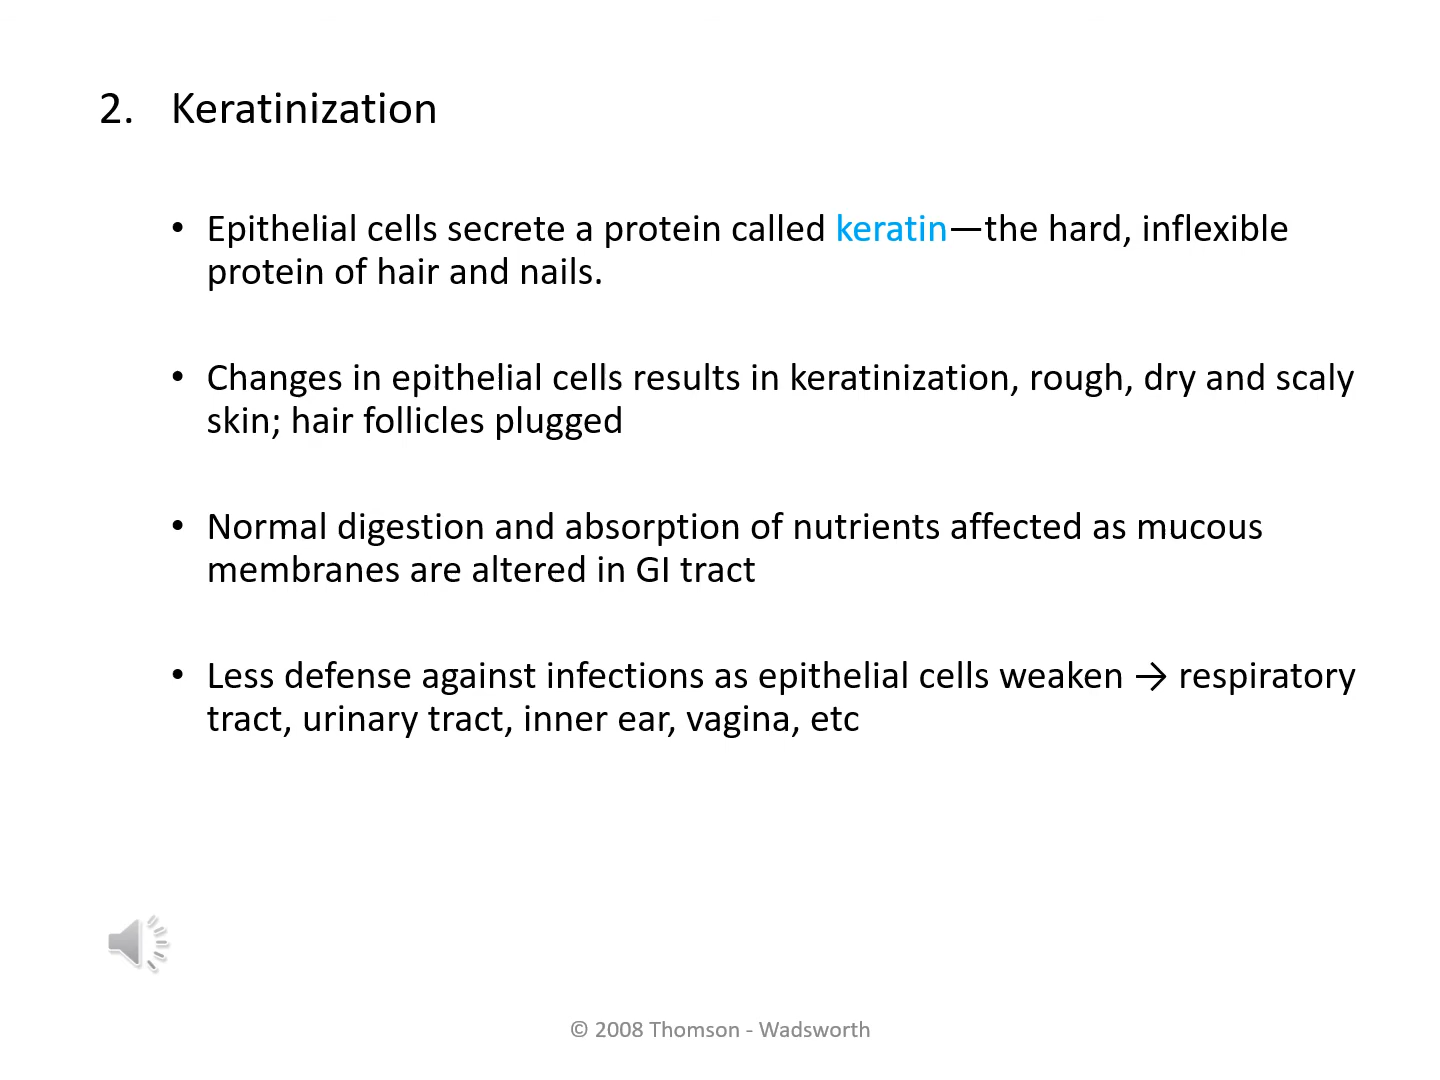 2. Keratinization
• Epithelial cells secrete a protein called keratin—the hard, inflexible
protein of hair and nails.
• Changes in epithelial cells results in keratinization, rough, dry and scaly
skin; hair follicles plugged
• Normal digestion and absorption of nutrients affected as mucous
membranes are altered in GI tract
• Less defense against infections as epithelial cells weaken → respiratory
tract, urinary tract, inner ear, vagina, etc
© 2008 Thomson - Wadsworth